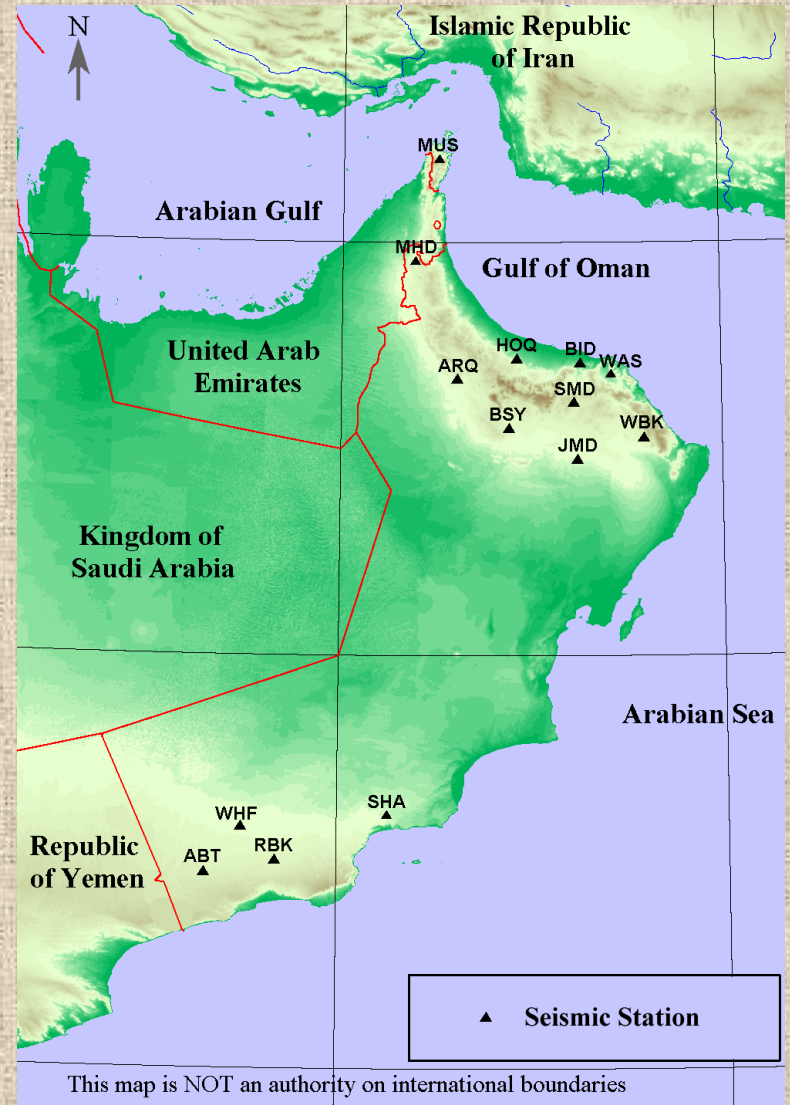 N
Islamic Republic
of Iran
MUS
Arabian Gulf
MHD
Gulf of Oman
United Arab
Emirates
HOQ
BID
WAS
ARQ
SMD
BSY
WBK
JMD
Kingdom of
Saudi Arabia
Arabian Sea
SHA
WHF
RBK
ABT
Republic
of Yemen
Seismic Station
This map is NOT an authority on international boundaries